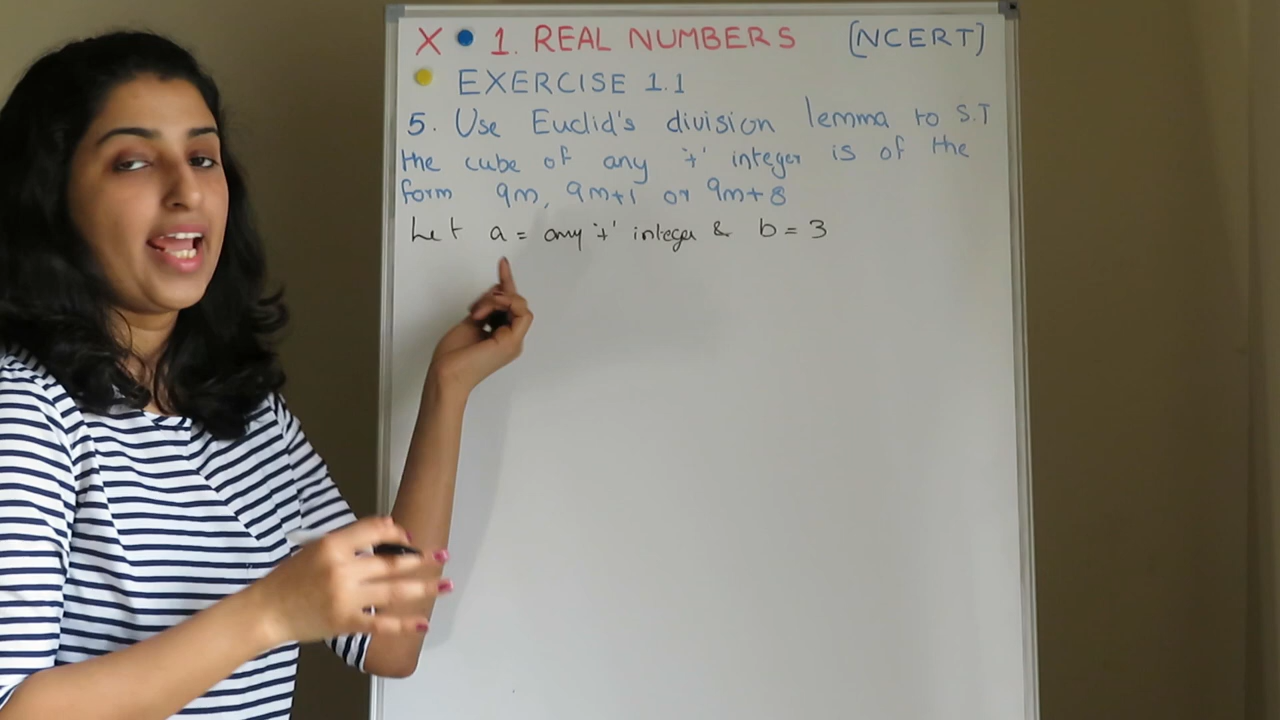 X 1. REAL NUMBERS (NCERT)
EXERCISE 1.1
5. Use Euclid's division lemma to S.T
the cube of any '+' integer is of the
form 9m, 9m+1 or 9m+8
Let a = any '+' integer & b = 3